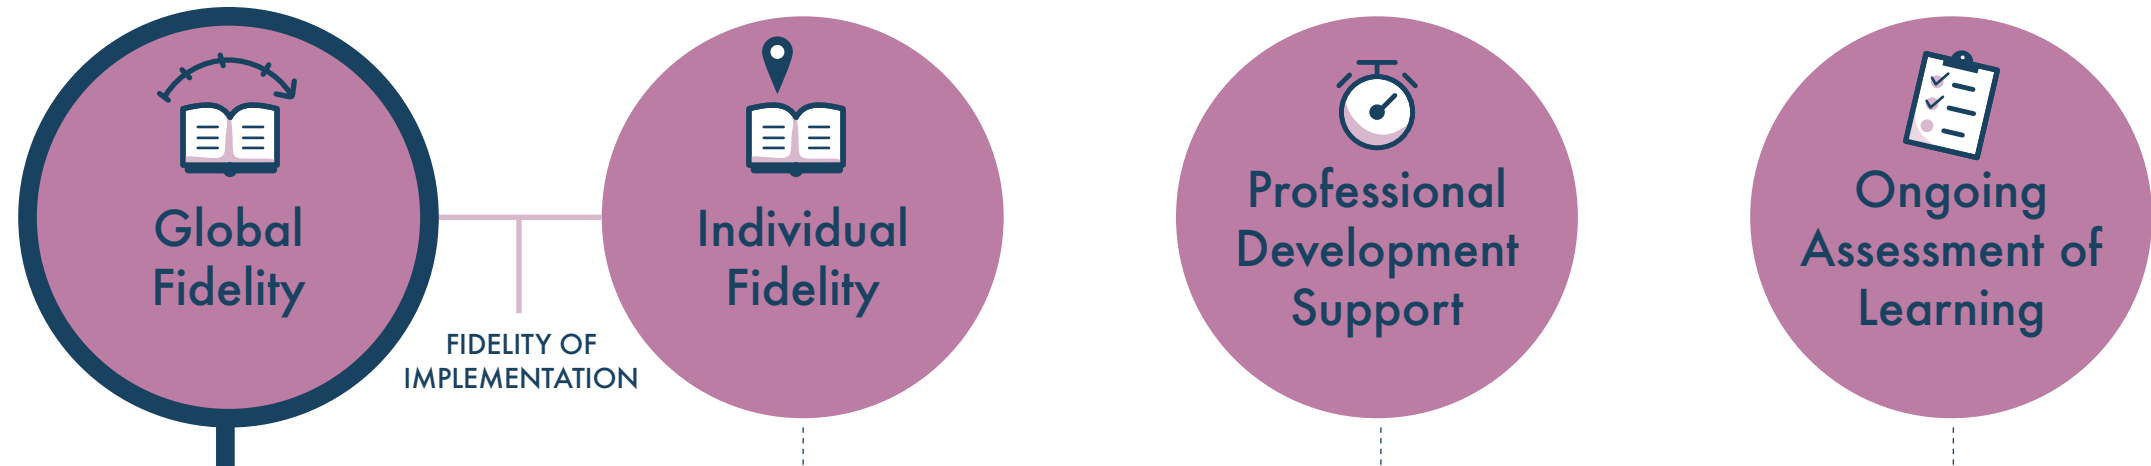 Global
Fidelity
FIDELITY OF
IMPLEMENTATION
Individual
Fidelity
Professional
Development
Support
Ongoing
Assessment of
Learning